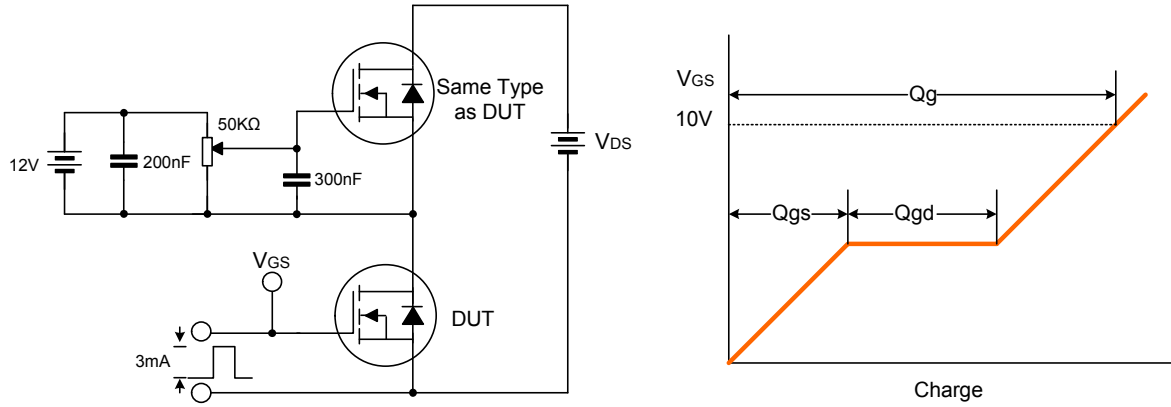 12V
200nF
50KΩ
300nF
Same Type
as DUT
VDS
VGS
DUT
3mA
VGS
10V
Qg
Qgs
Qgd
Charge